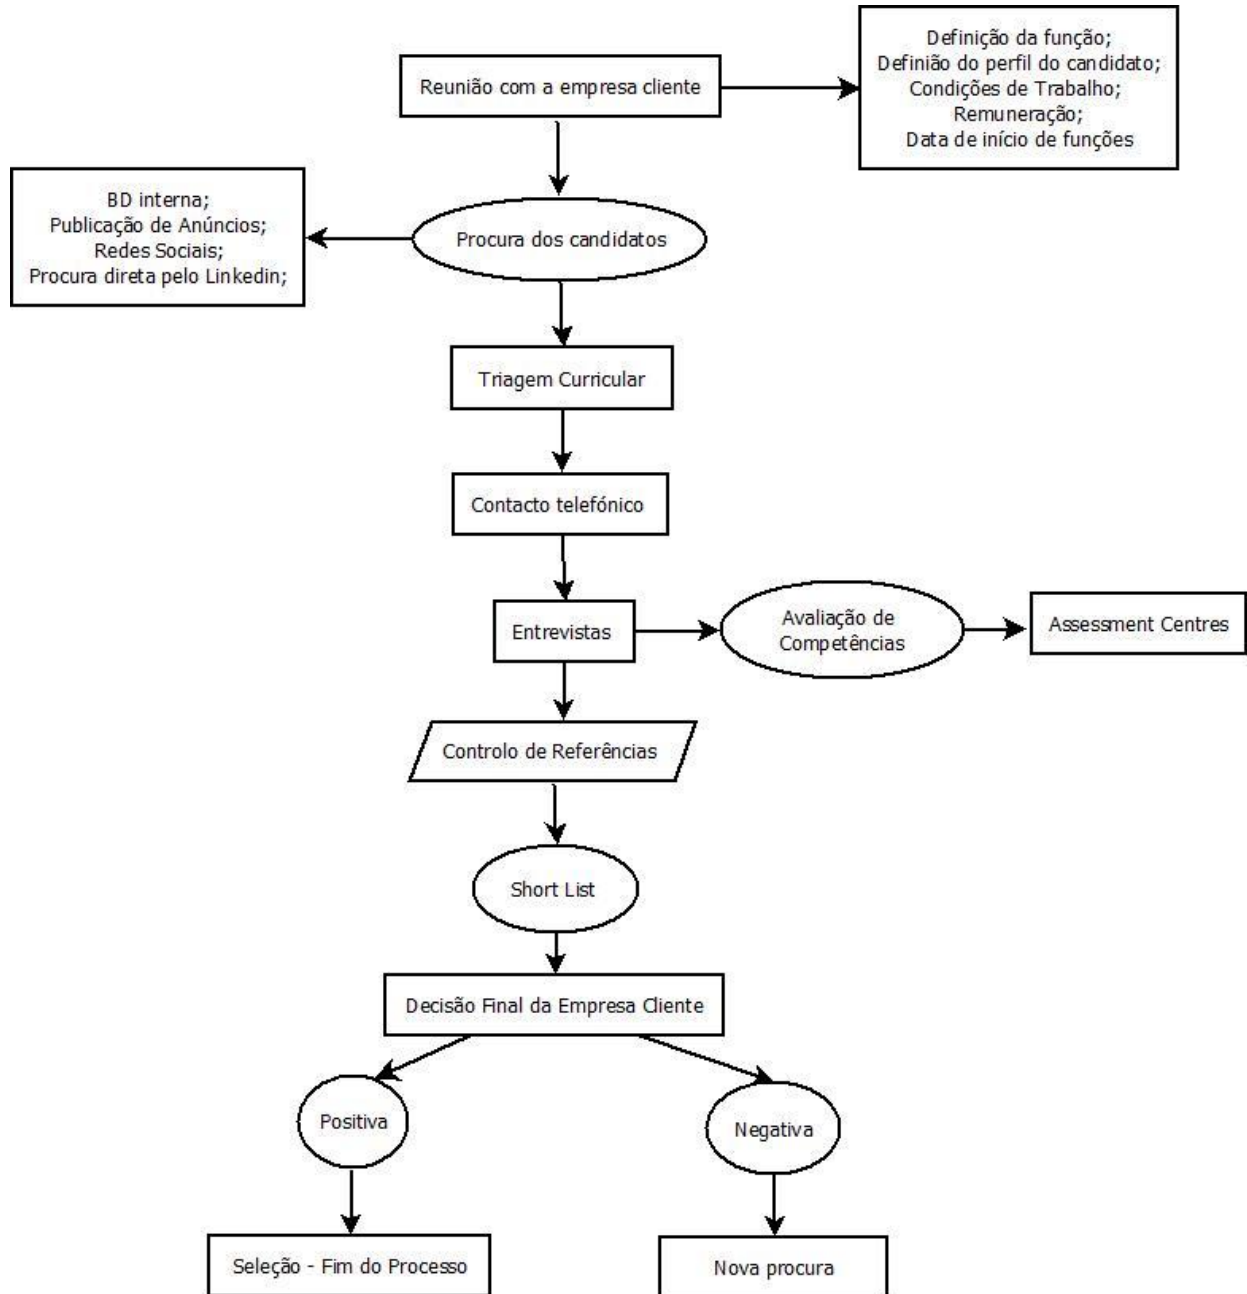 Definição da função;
Definião do perfil do candidato;
Condições de Trabalho;
Remuneração;
Data de início de funções
Reunião com a empresa cliente
BD interna;
Publicação de Anúncios;
Redes Sociais;
Procura direta pelo Linkedin;
Procura dos candidatos
Triagem Curricular
Contacto telefónico
Entrevistas
Avaliação de
Competências
Assessment Centres
Controlo de Referências
Short List
Decisão Final da Empresa Cliente
Positiva
Negativa
Seleção - Fim do Processo
Nova procura